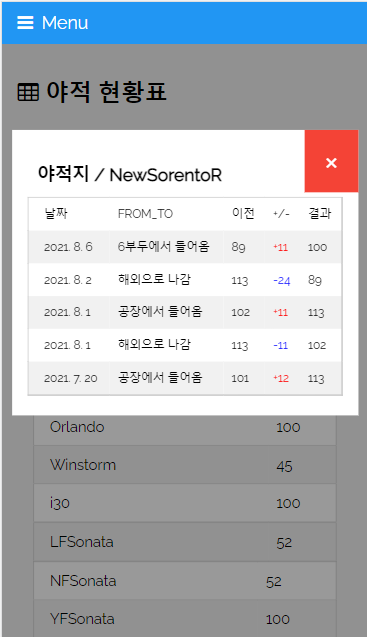 Menu
야적 현황표
×
야적지 / NewSorentoR
날짜 FROM_TO 이전 +/- 결과
2021. 8. 6 6부두에서 들어옴 89 +11 100
2021. 8. 2 해외으로 나감 113 -24 89
2021. 8. 1 공장에서 들어옴 102 +11 113
2021. 8. 1 해외으로 나감 113 -11 102
2021. 7. 20 공장에서 들어옴 101 +12 113
Orlando 100
Winstorm 45
i30 100
LFSonata 52
NFSonata 52
YFSonata 100